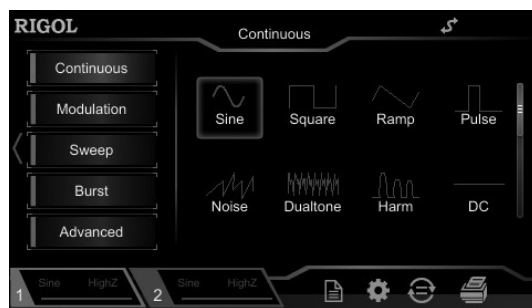 RIGOL
Continuous
Continuous
Modulation
Sweep
Burst
Advanced
Sine Square Ramp Pulse
Noise Dualtone Harm DC
1 Sine HighZ 2 Sine HighZ